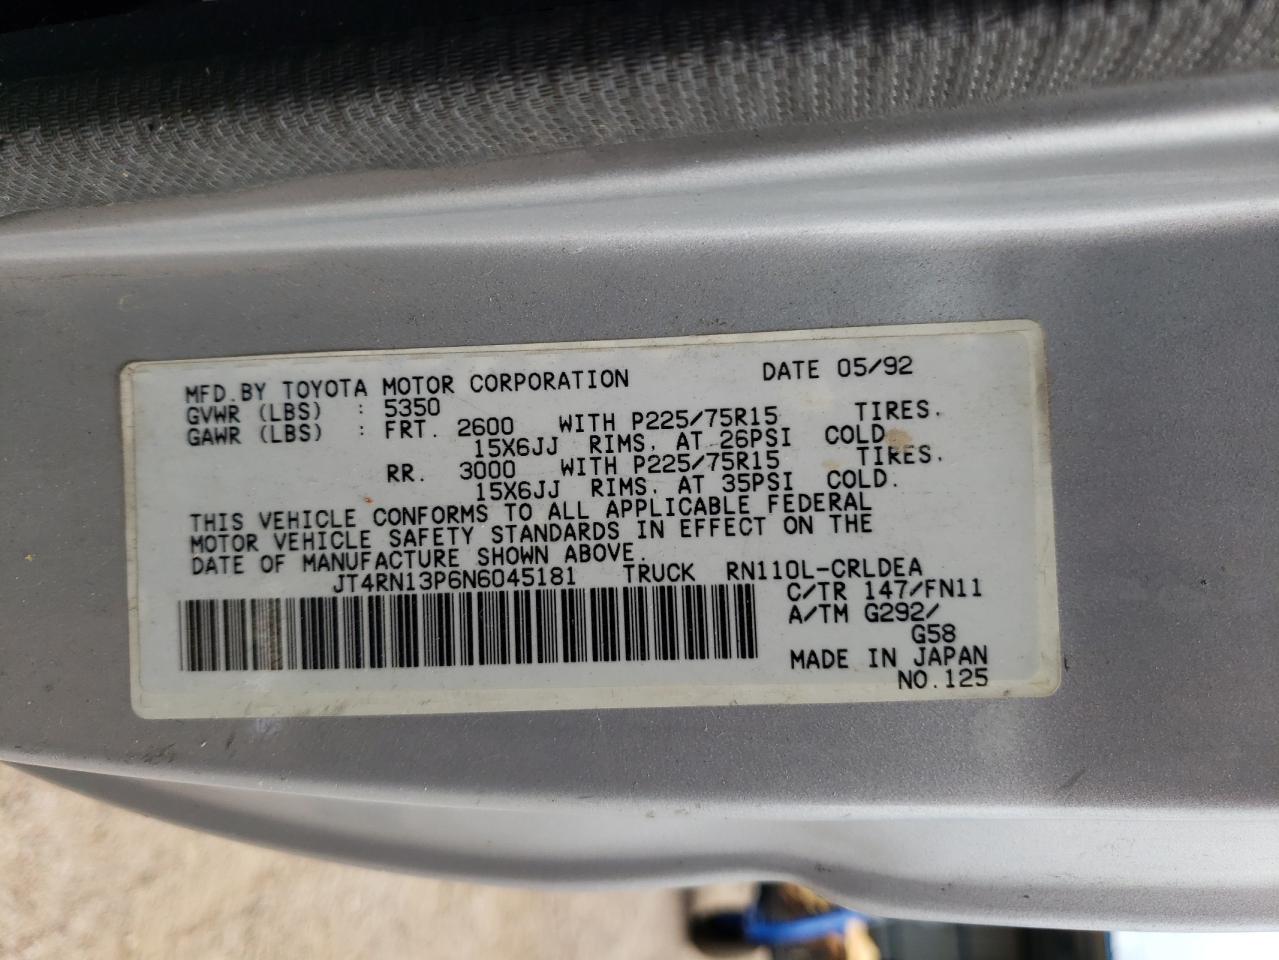 MFD. BY TOYOTA MOTOR CORPORATION DATE 05/92
GVWR (LBS) : 5350
GAWR (LBS) : FRT. 2600 WITH P225/75R15 TIRES.
15X6JJ RIMS, AT 26PSI COLD
RR. 3000 WITH P225/75R15 TIRES.
15X6JJ RIMS, AT 35PSI COLD.
THIS VEHICLE CONFORMS TO ALL APPLICABLE FEDERAL
MOTOR VEHICLE SAFETY STANDARDS IN EFFECT ON THE
DATE OF MANUFACTURE SHOWN ABOVE.
JT4RN13P6N6045181 TRUCK RN110L-CRLDEA
C/TR 147/FN11
A/TM G292/
G58
MADE IN JAPAN
NO. 125